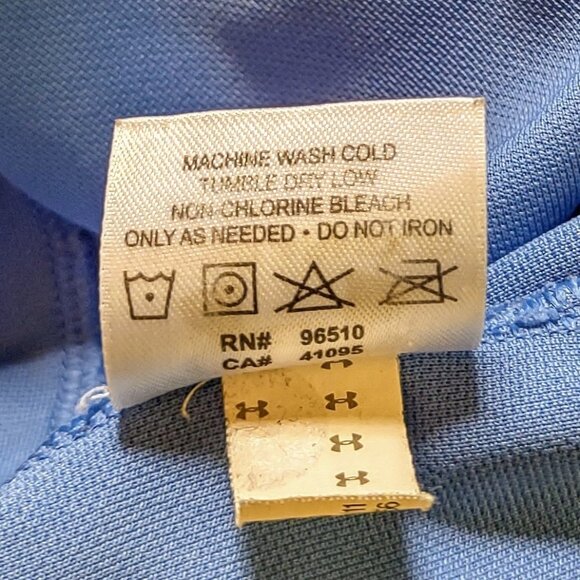 MACHINE WASH COLD
TUMBLE DRY LOW
NON-CHLORINE BLEACH
ONLY AS NEEDED • DO NOT IRON
RN# 96510
CA# 41095